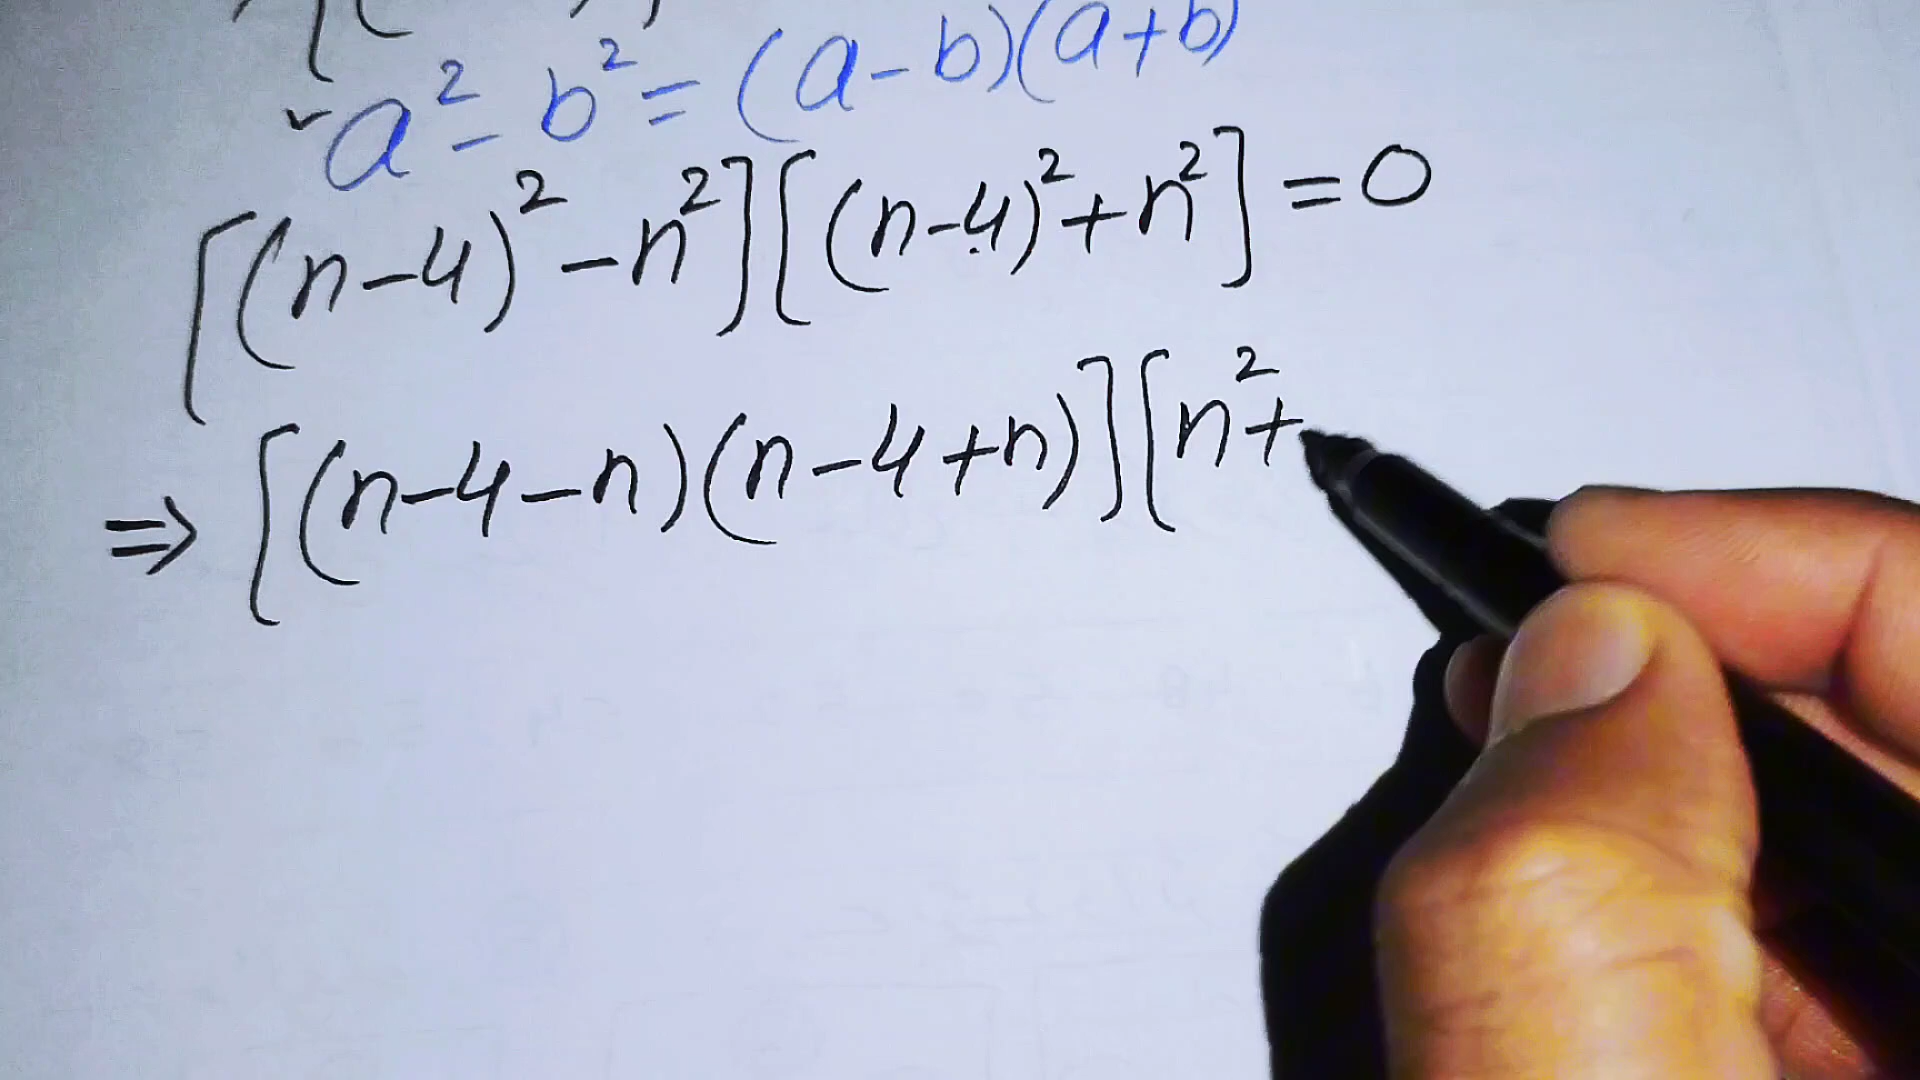 a² - b² = (a - b)(a + b)
[(n-4)² - n²][(n-4)² + n²] = 0
⇒ [(n-4-n)(n-4+n)][n² +